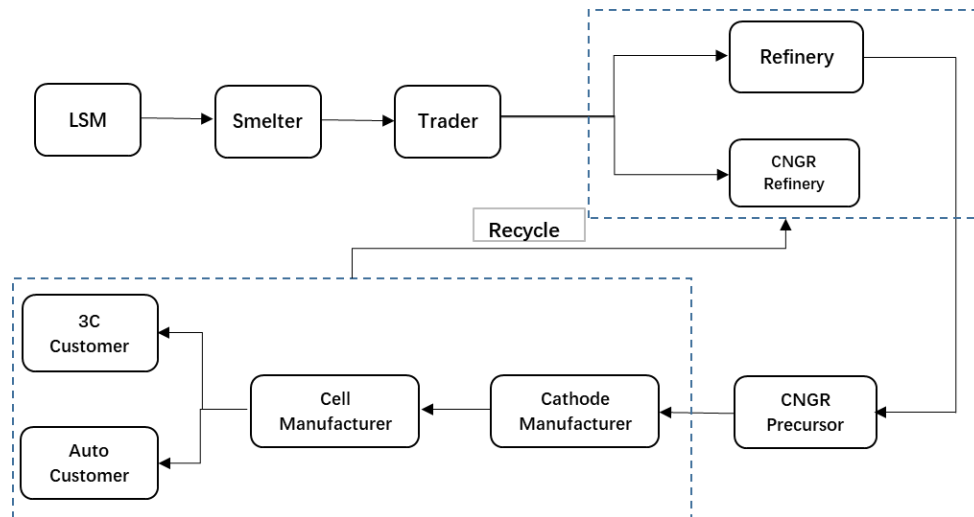 LSM
Smelter
Trader
Refinery
CNGR
Refinery
Recycle
3C
Customer
Auto
Customer
Cell
Manufacturer
Cathode
Manufacturer
CNGR
Precursor